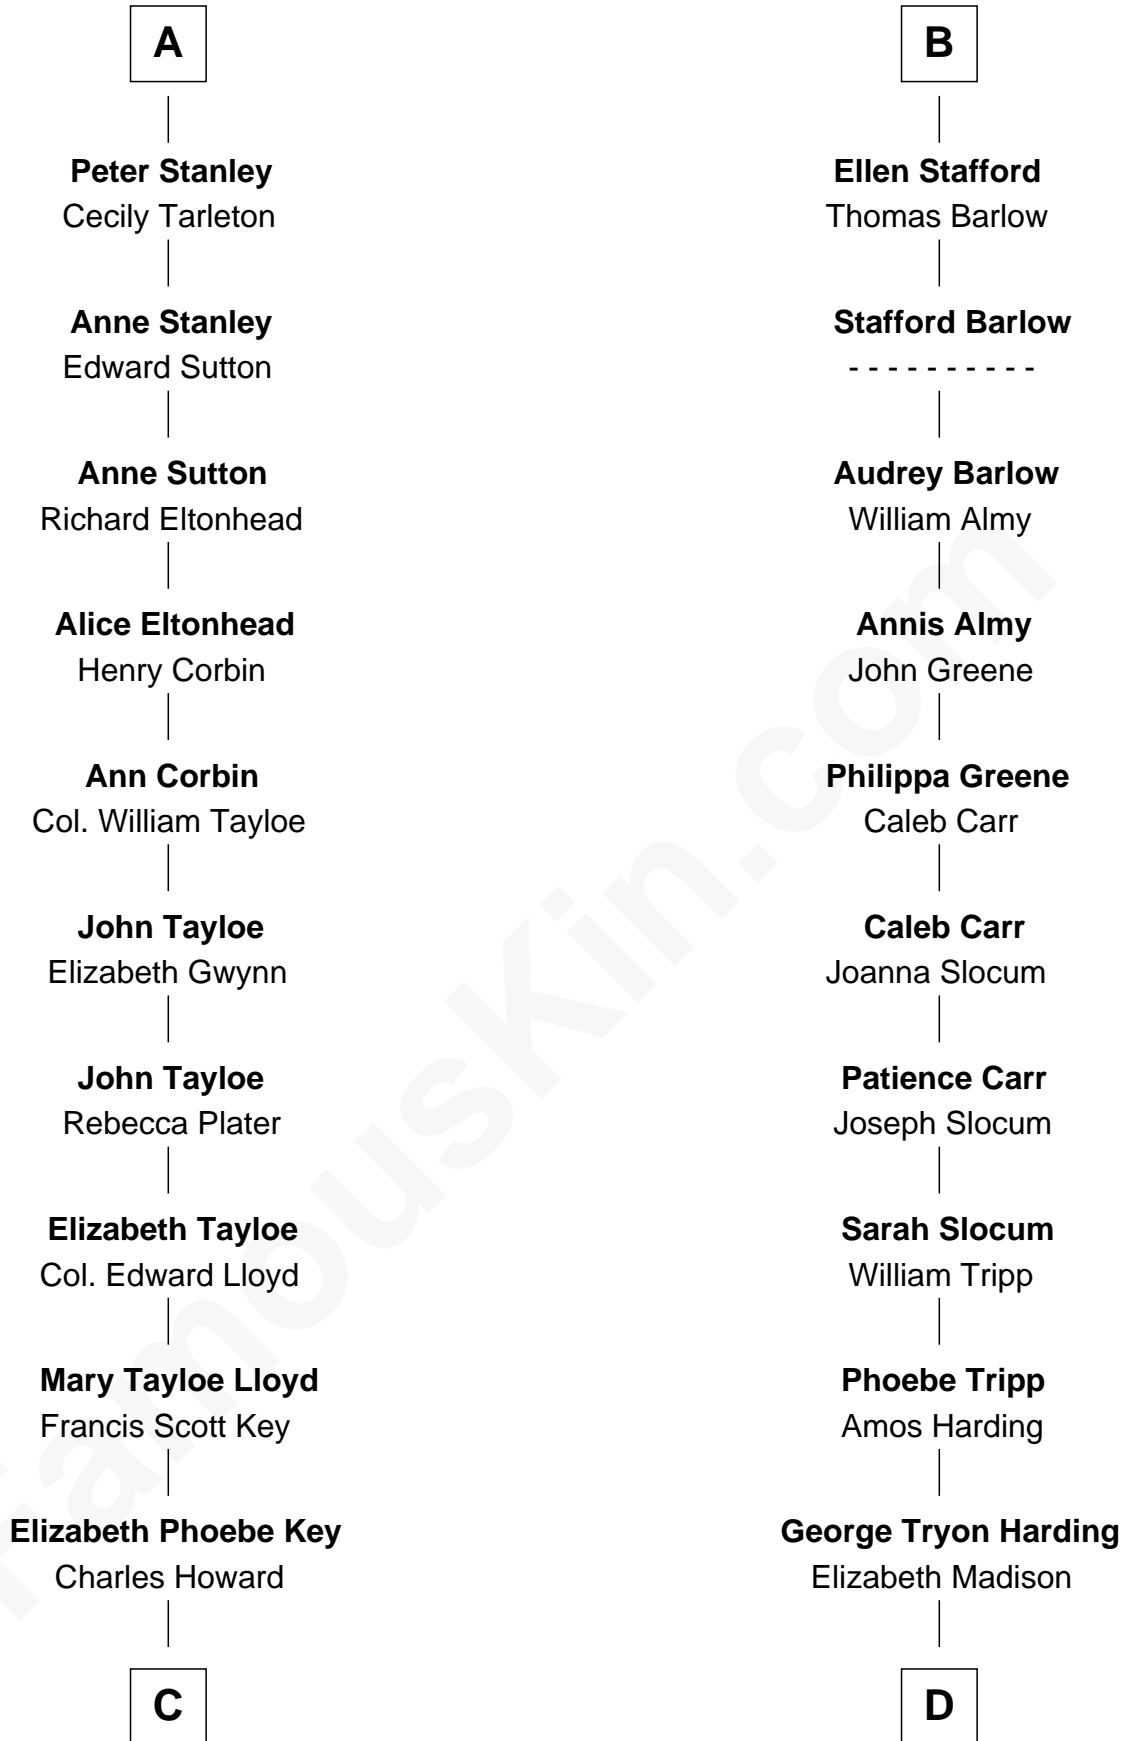 A
Peter Stanley
Cecily Tarleton
Anne Stanley
Edward Sutton
Anne Sutton
Richard Eltonhead
Alice Eltonhead
Henry Corbin
Ann Corbin
Col. William Tayloe
John Tayloe
Elizabeth Gwynn
John Tayloe
Rebecca Plater
Elizabeth Tayloe
Col. Edward Lloyd
Mary Tayloe Lloyd
Francis Scott Key
Elizabeth Phoebe Key
Charles Howard
C
B
Ellen Stafford
Thomas Barlow
Stafford Barlow
- - - - - - - - - -
Audrey Barlow
William Almy
Annis Almy
John Greene
Philippa Greene
Caleb Carr
Caleb Carr
Joanna Slocum
Patience Carr
Joseph Slocum
Sarah Slocum
William Tripp
Phoebe Tripp
Amos Harding
George Tryon Harding
Elizabeth Madison
D
FamousKin.com